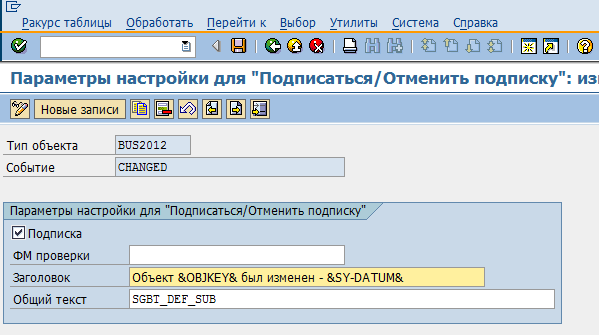 Ракурс таблицы Обработать Перейти к Выбор Утилиты Система Справка
Параметры настройки для "Подписаться/Отменить подписку": из
Новые записи
Тип объекта BUS2012
Событие CHANGED
Параметры настройки для "Подписаться/Отменить подписку"
Подписка
ФМ проверки
Заголовок Объект &OBJKEY& был изменен - &SY-DATUM&
Общий текст SGBT_DEF_SUB